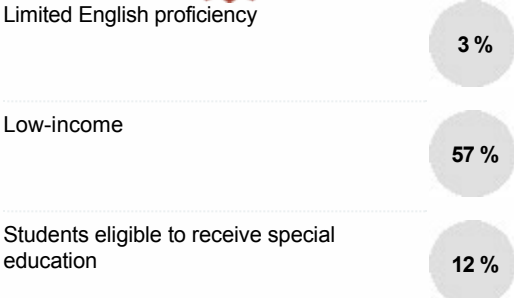 Limited English proficiency
3 %
Low-income
57 %
Students eligible to receive special
education
12 %